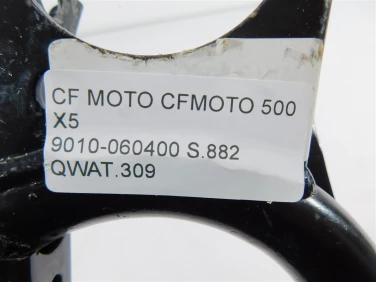 CF MOTO CFMOTO 500
X5
9010-060400 S.882
QWAT.309